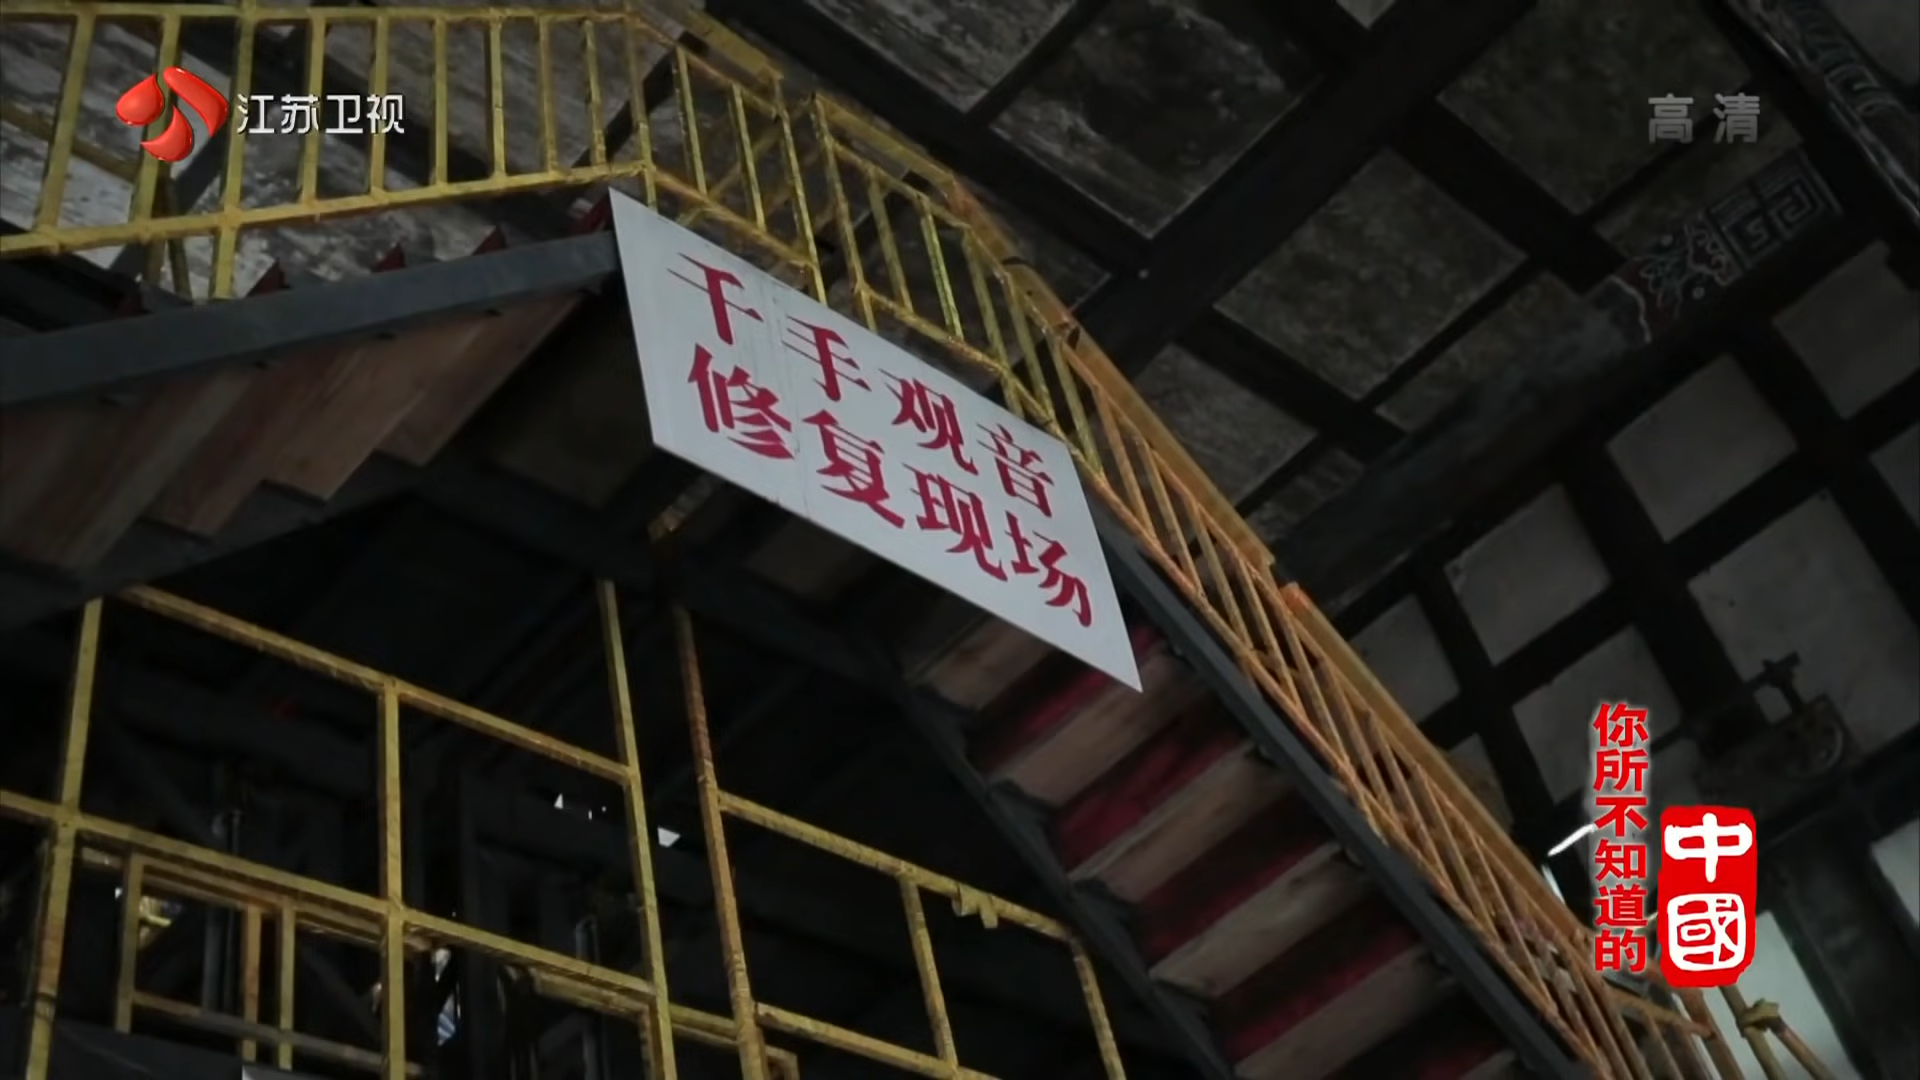 江苏卫视
高清
千手观音
修复现场
你所不知道的
中國